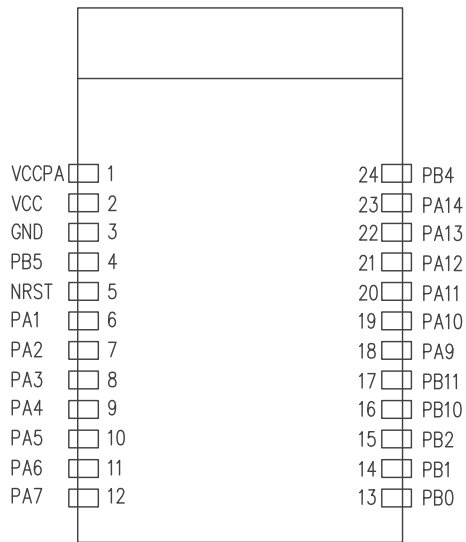 VCCPA 1 24 PB4
VCC 2 23 PA14
GND 3 22 PA13
PB5 4 21 PA12
NRST 5 20 PA11
PA1 6 19 PA10
PA2 7 18 PA9
PA3 8 17 PB11
PA4 9 16 PB10
PA5 10 15 PB2
PA6 11 14 PB1
PA7 12 13 PB0